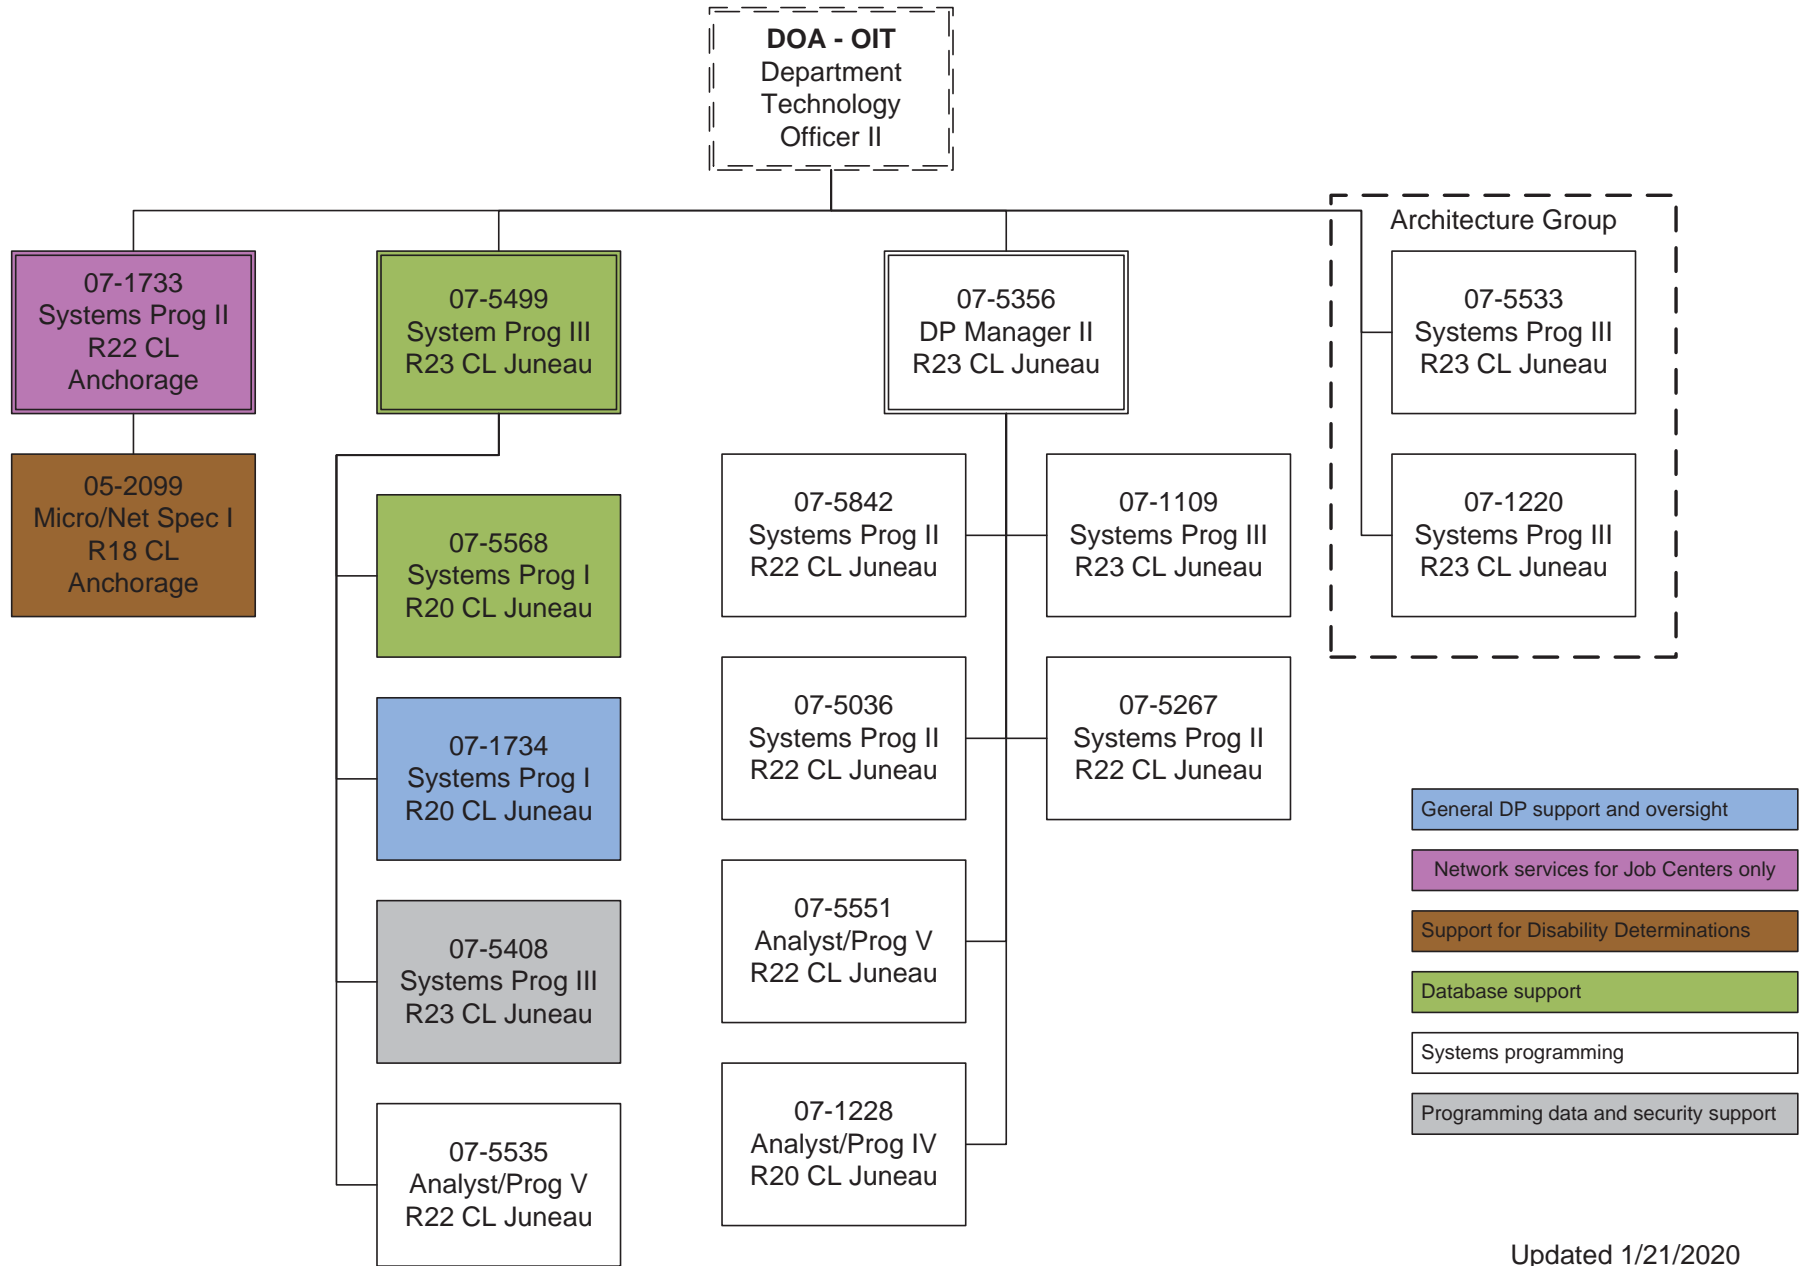 DOA - OIT
Department
Technology
Officer II
07-1733
Systems Prog II
R22 CL
Anchorage
05-2099
Micro/Net Spec I
R18 CL
Anchorage
07-5499
System Prog III
R23 CL Juneau
07-5568
Systems Prog I
R20 CL Juneau
07-1734
Systems Prog I
R20 CL Juneau
07-5408
Systems Prog III
R23 CL Juneau
07-5535
Analyst/Prog V
R22 CL Juneau
07-5356
DP Manager II
R23 CL Juneau
07-5842
Systems Prog II
R22 CL Juneau
07-1109
Systems Prog III
R23 CL Juneau
07-5036
Systems Prog II
R22 CL Juneau
07-5267
Systems Prog II
R22 CL Juneau
07-5551
Analyst/Prog V
R22 CL Juneau
07-1228
Analyst/Prog IV
R20 CL Juneau
Architecture Group
07-5533
Systems Prog III
R23 CL Juneau
07-1220
Systems Prog III
R23 CL Juneau
General DP support and oversight
Network services for Job Centers only
Support for Disability Determinations
Database support
Systems programming
Programming data and security support
Updated 1/21/2020